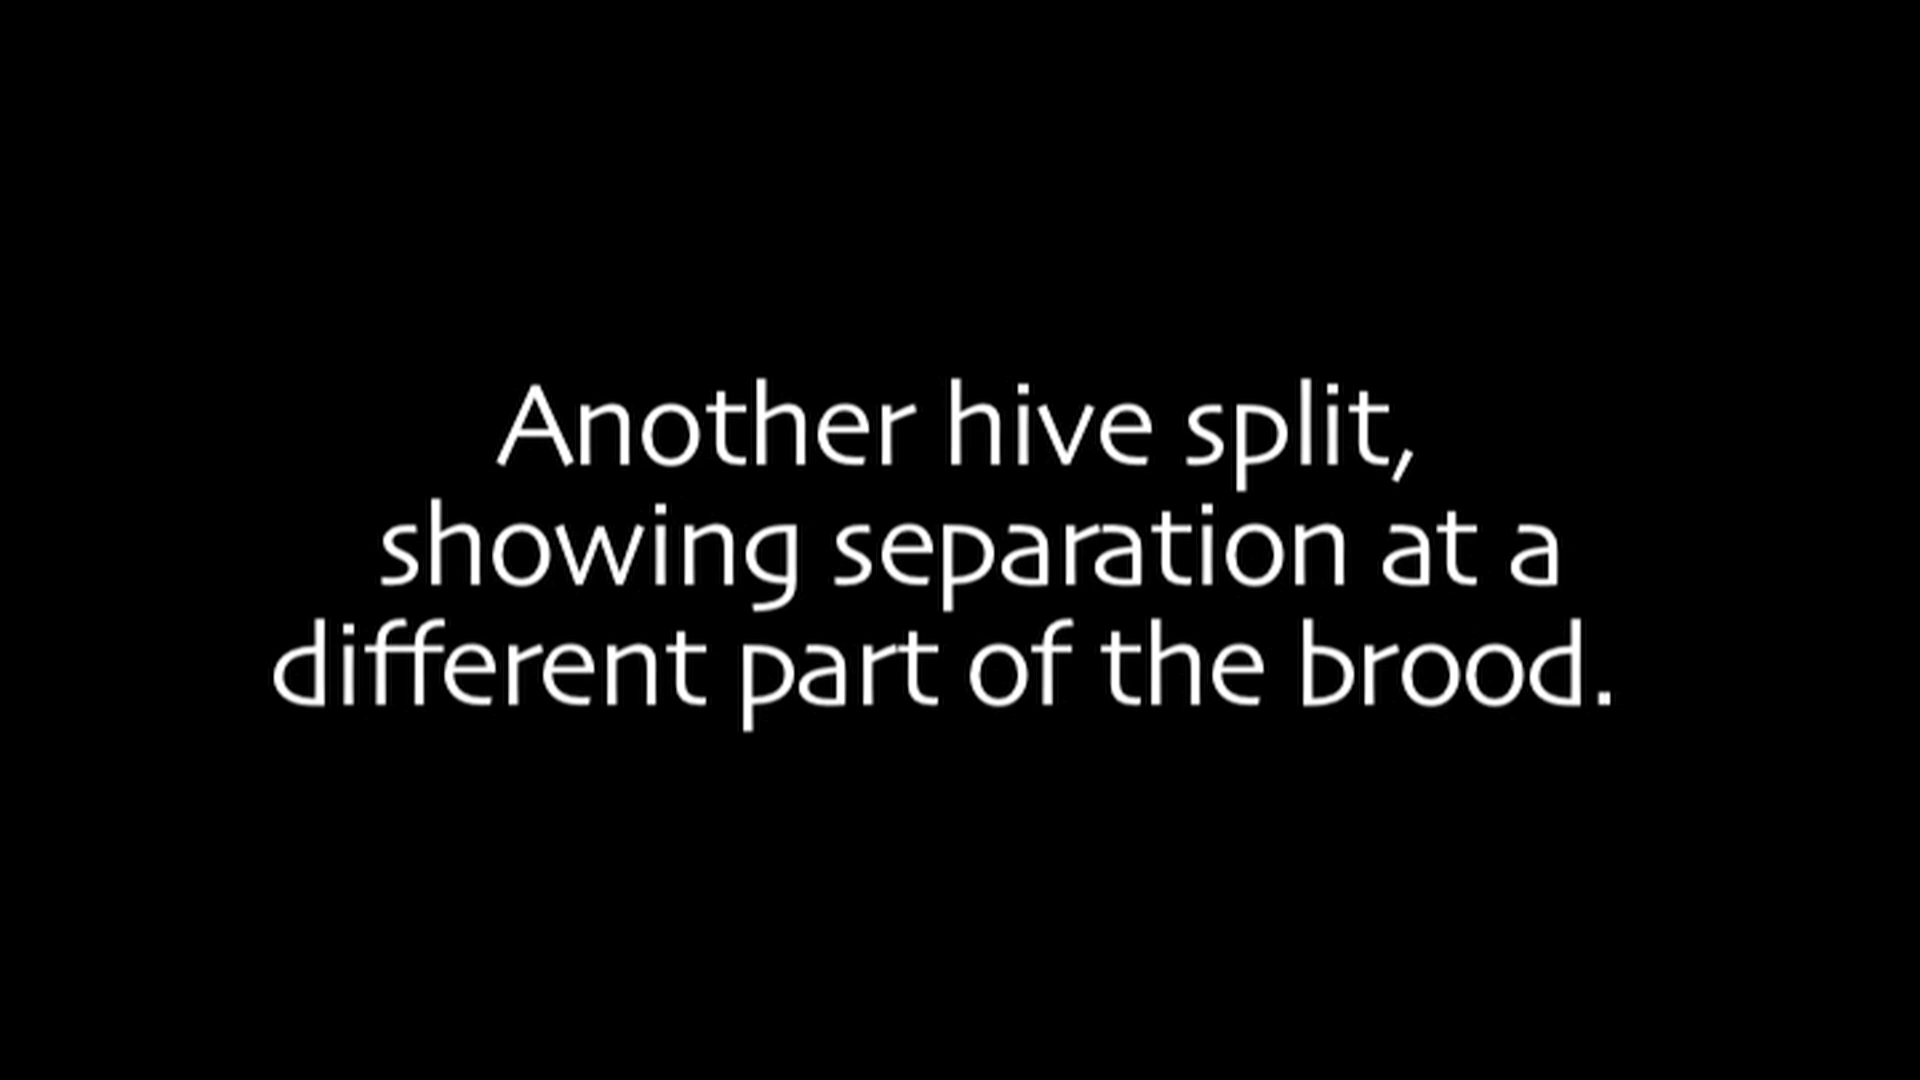 Another hive split,
showing separation at a
different part of the brood.